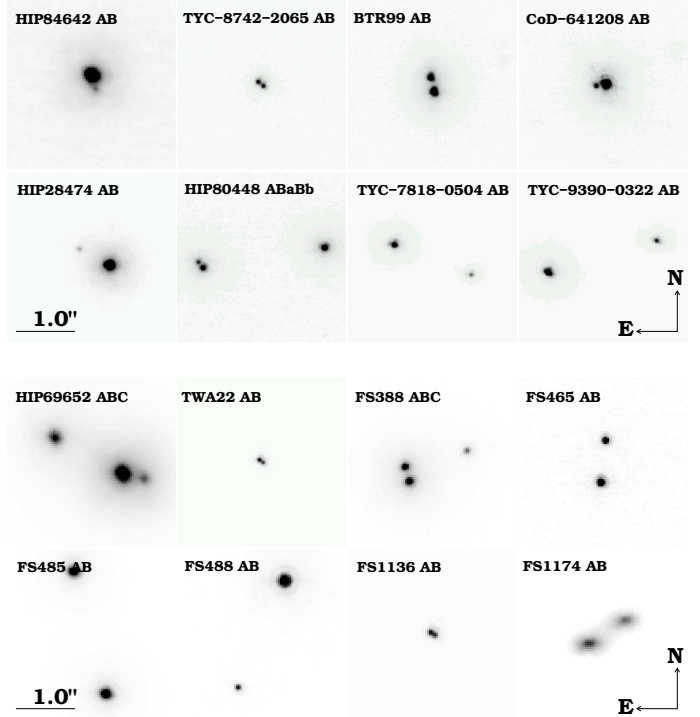 HIP84642 AB TYC-8742-2065 AB BTR99 AB CoD-641208 AB
HIP28474 AB HIP80448 ABaBb TYC-7818-0504 AB TYC-9390-0322 AB
N
1.0" E
HIP69652 ABC TWA22 AB FS388 ABC FS465 AB
FS485 AB FS488 AB FS1136 AB FS1174 AB
N
1.0" E